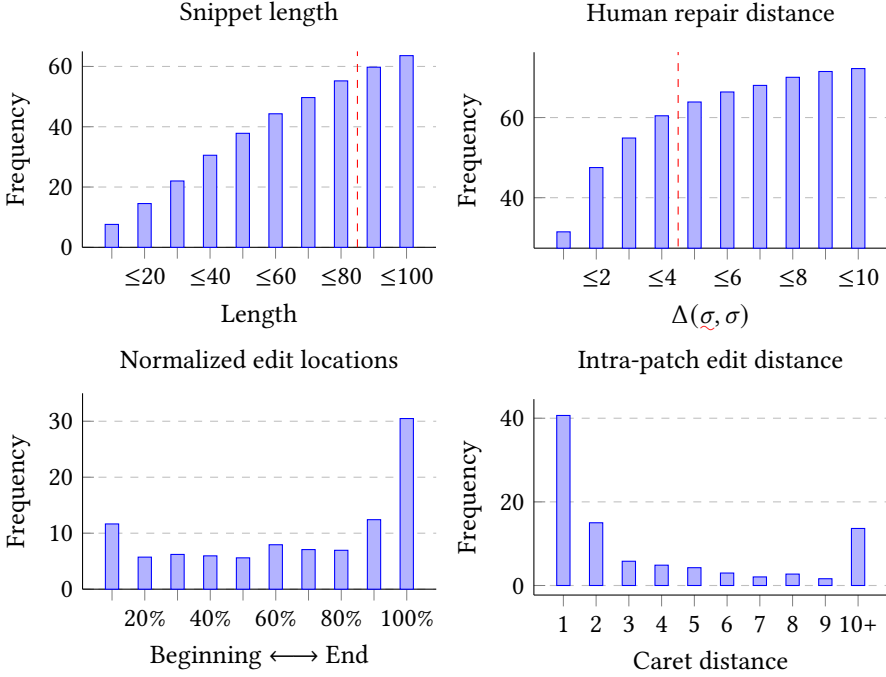 Snippet length
Frequency
60
40
20
0
≤20 ≤40 ≤60 ≤80 ≤100
Length
Human repair distance
Frequency
60
40
≤2 ≤4 ≤6 ≤8 ≤10
Δ(σ, σ)
Normalized edit locations
Frequency
30
20
10
0
20% 40% 60% 80% 100%
Beginning ⟷ End
Intra-patch edit distance
Frequency
40
20
0
1 2 3 4 5 6 7 8 9 10+
Caret distance